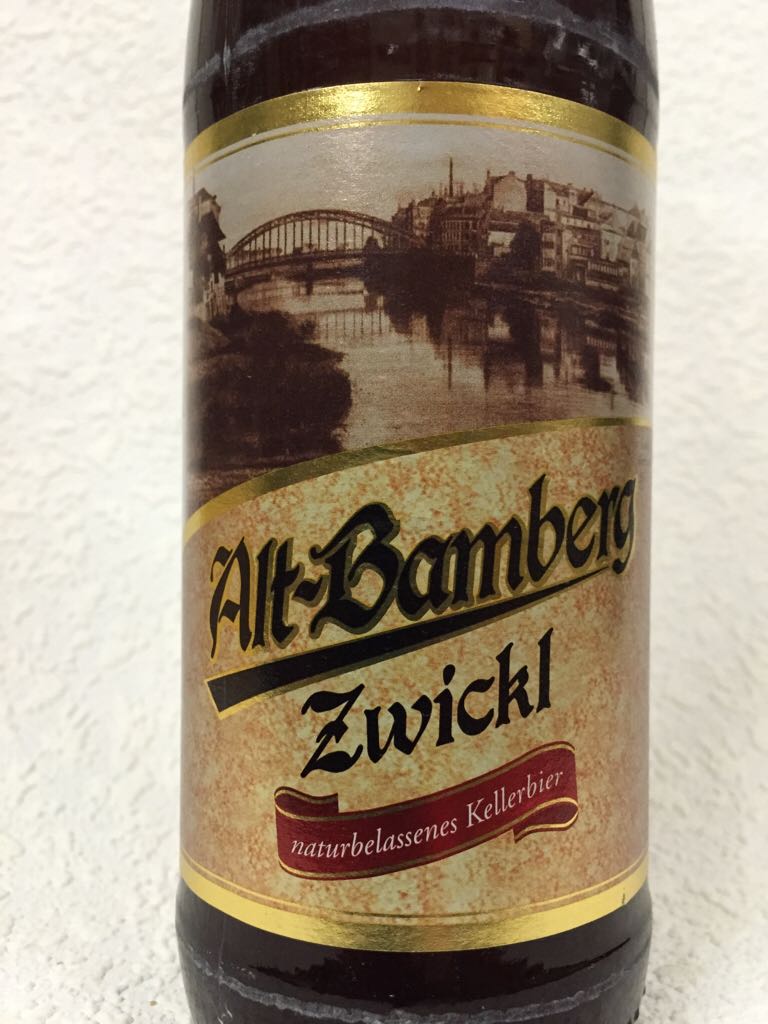 Alt-Bamberg
Zwickl
naturbelassenes Kellerbier